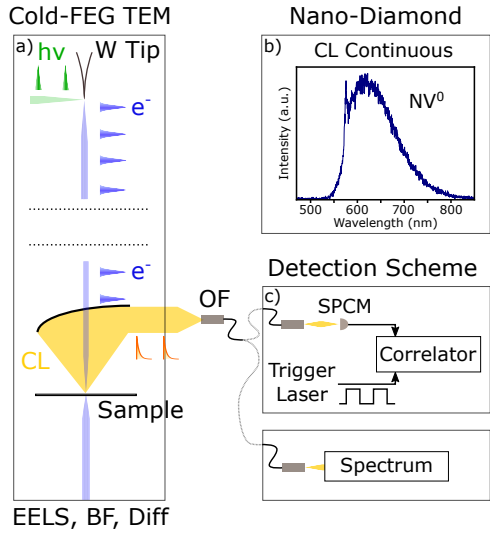 Cold-FEG TEM
a)
hν
W Tip
e⁻
e⁻
CL
OF
Sample
EELS, BF, Diff
Nano-Diamond
b)
CL Continuous
NV⁰
Intensity (a.u.)
500
600
700
800
Wavelength (nm)
Detection Scheme
c)
SPCM
Correlator
Trigger
Laser
Spectrum